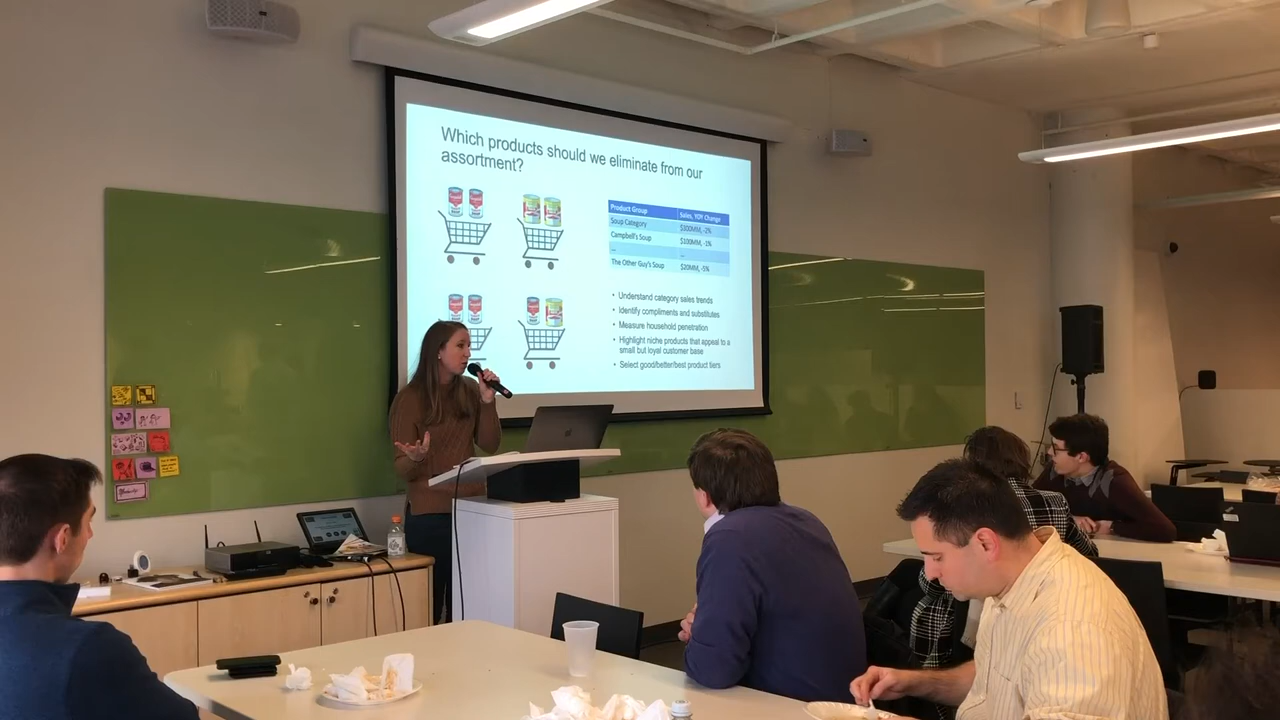 Which products should we eliminate from our
assortment?
Product Group Sales, YOY Change
Soup Category $300MM, -2%
Campbell's Soup $100MM, -1%
... ...
The Other Guy's Soup $20MM, -5%
• Understand category sales trends
• Identify compliments and substitutes
• Measure household penetration
• Highlight niche products that appeal to a
small but loyal customer base
• Select good/better/best product tiers